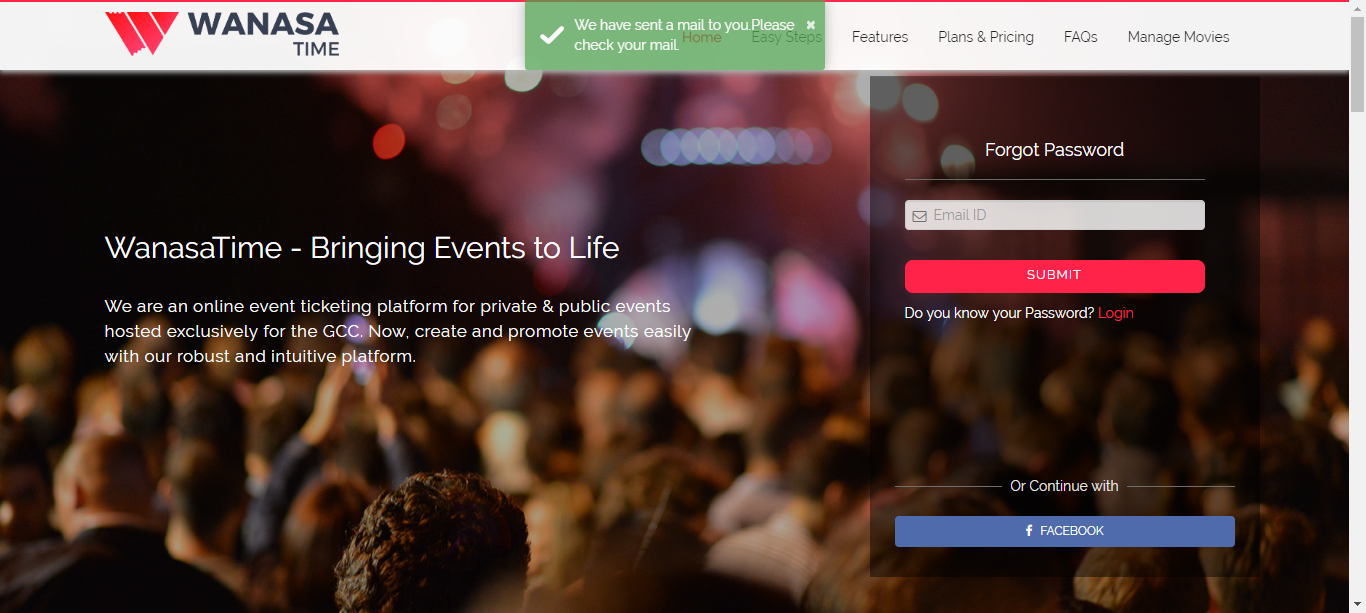 WANASA
TIME
We have sent a mail to you.Please
check your mail.
×
Home
Easy Steps
Features
Plans & Pricing
FAQs
Manage Movies
WanasaTime - Bringing Events to Life
We are an online event ticketing platform for private & public events
hosted exclusively for the GCC. Now, create and promote events easily
with our robust and intuitive platform.
Forgot Password
Email ID
SUBMIT
Do you know your Password? Login
Or Continue with
f FACEBOOK